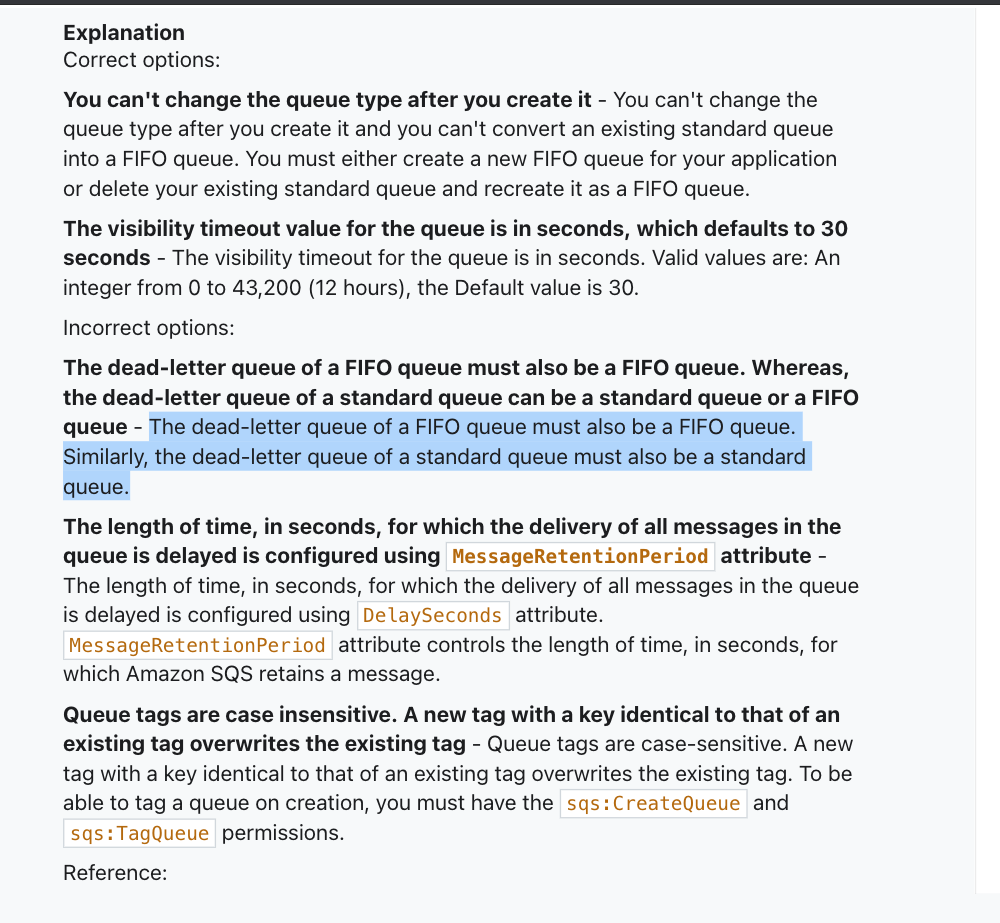 Explanation
Correct options:
You can't change the queue type after you create it - You can't change the
queue type after you create it and you can't convert an existing standard queue
into a FIFO queue. You must either create a new FIFO queue for your application
or delete your existing standard queue and recreate it as a FIFO queue.
The visibility timeout value for the queue is in seconds, which defaults to 30
seconds - The visibility timeout for the queue is in seconds. Valid values are: An
integer from 0 to 43,200 (12 hours), the Default value is 30.
Incorrect options:
The dead-letter queue of a FIFO queue must also be a FIFO queue. Whereas,
the dead-letter queue of a standard queue can be a standard queue or a FIFO
queue - The dead-letter queue of a FIFO queue must also be a FIFO queue.
Similarly, the dead-letter queue of a standard queue must also be a standard
queue.
The length of time, in seconds, for which the delivery of all messages in the
queue is delayed is configured using MessageRetentionPeriod attribute -
The length of time, in seconds, for which the delivery of all messages in the queue
is delayed is configured using DelaySeconds attribute.
MessageRetentionPeriod attribute controls the length of time, in seconds, for
which Amazon SQS retains a message.
Queue tags are case insensitive. A new tag with a key identical to that of an
existing tag overwrites the existing tag - Queue tags are case-sensitive. A new
tag with a key identical to that of an existing tag overwrites the existing tag. To be
able to tag a queue on creation, you must have the sqs:CreateQueue and
sqs:TagQueue permissions.
Reference: